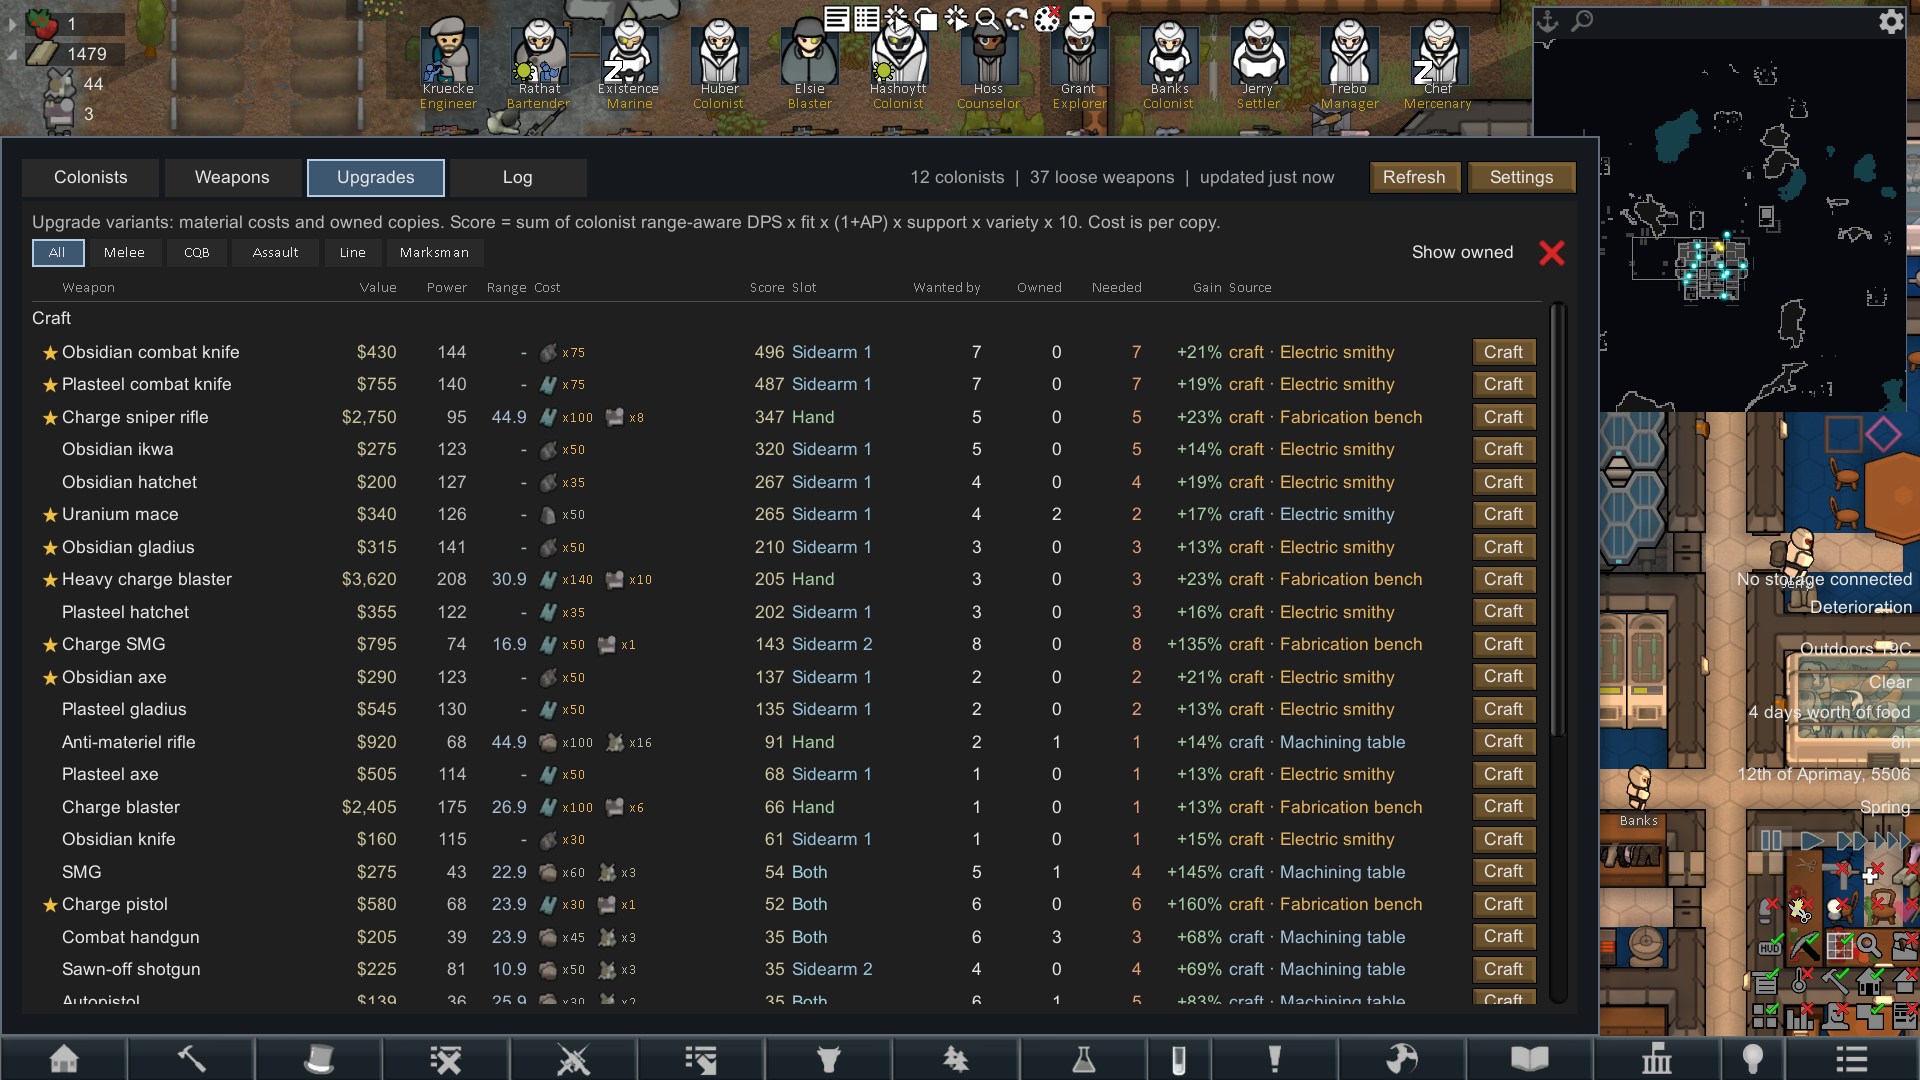 1
1479
44
3
Kruecke
Engineer
Rathat
Bartender
Existence
Marine
Huber
Colonist
Elsie
Blaster
Hashoytt
Colonist
Hoss
Counselor
Grant
Explorer
Banks
Colonist
Jerry
Settler
Trebo
Manager
Chef
Mercenary
Colonists Weapons Upgrades Log 12 colonists | 37 loose weapons | updated just now Refresh Settings
Upgrade variants: material costs and owned copies. Score = sum of colonist range-aware DPS x fit x (1+AP) x support x variety x 10. Cost is per copy.
All Melee CQB Assault Line Marksman Show owned
Weapon Value Power Range Cost Score Slot Wanted by Owned Needed Gain Source
Craft
Obsidian combat knife $430 144 - x75 496 Sidearm 1 7 0 7 +21% craft · Electric smithy Craft
Plasteel combat knife $755 140 - x75 487 Sidearm 1 7 0 7 +19% craft · Electric smithy Craft
Charge sniper rifle $2,750 95 44.9 x100 x8 347 Hand 5 0 5 +23% craft · Fabrication bench Craft
Obsidian ikwa $275 123 - x50 320 Sidearm 1 5 0 5 +14% craft · Electric smithy Craft
Obsidian hatchet $200 127 - x35 267 Sidearm 1 4 0 4 +19% craft · Electric smithy Craft
Uranium mace $340 126 - x50 265 Sidearm 1 4 2 2 +17% craft · Electric smithy Craft
Obsidian gladius $315 141 - x50 210 Sidearm 1 3 0 3 +13% craft · Electric smithy Craft
Heavy charge blaster $3,620 208 30.9 x140 x10 205 Hand 3 0 3 +23% craft · Fabrication bench Craft
Plasteel hatchet $355 122 - x35 202 Sidearm 1 3 0 3 +16% craft · Electric smithy Craft
Charge SMG $795 74 16.9 x50 x1 143 Sidearm 2 8 0 8 +135% craft · Fabrication bench Craft
Obsidian axe $290 123 - x50 137 Sidearm 1 2 0 2 +21% craft · Electric smithy Craft
Plasteel gladius $545 130 - x50 135 Sidearm 1 2 0 2 +13% craft · Electric smithy Craft
Anti-materiel rifle $920 68 44.9 x100 x16 91 Hand 2 1 1 +14% craft · Machining table Craft
Plasteel axe $505 114 - x50 68 Sidearm 1 1 0 1 +13% craft · Electric smithy Craft
Charge blaster $2,405 175 26.9 x100 x6 66 Hand 1 0 1 +13% craft · Fabrication bench Craft
Obsidian knife $160 115 - x30 61 Sidearm 1 1 0 1 +15% craft · Electric smithy Craft
SMG $275 43 22.9 x60 x3 54 Both 5 1 4 +145% craft · Machining table Craft
Charge pistol $580 68 23.9 x30 x1 52 Both 6 0 6 +160% craft · Fabrication bench Craft
Combat handgun $205 39 23.9 x45 x3 35 Both 6 3 3 +68% craft · Machining table Craft
Sawn-off shotgun $225 81 10.9 x50 x3 35 Sidearm 2 4 0 4 +69% craft · Machining table Craft
Autopistol $139 36 25.9 x30 x2 35 Both 6 1 5 +83% craft · Machining table Craft
No storage connected
Jerry
Deterioration
Outdoors 19C
Clear
4 days worth of food
8h
12th of Aprimay, 5506
Spring
Banks
HUD